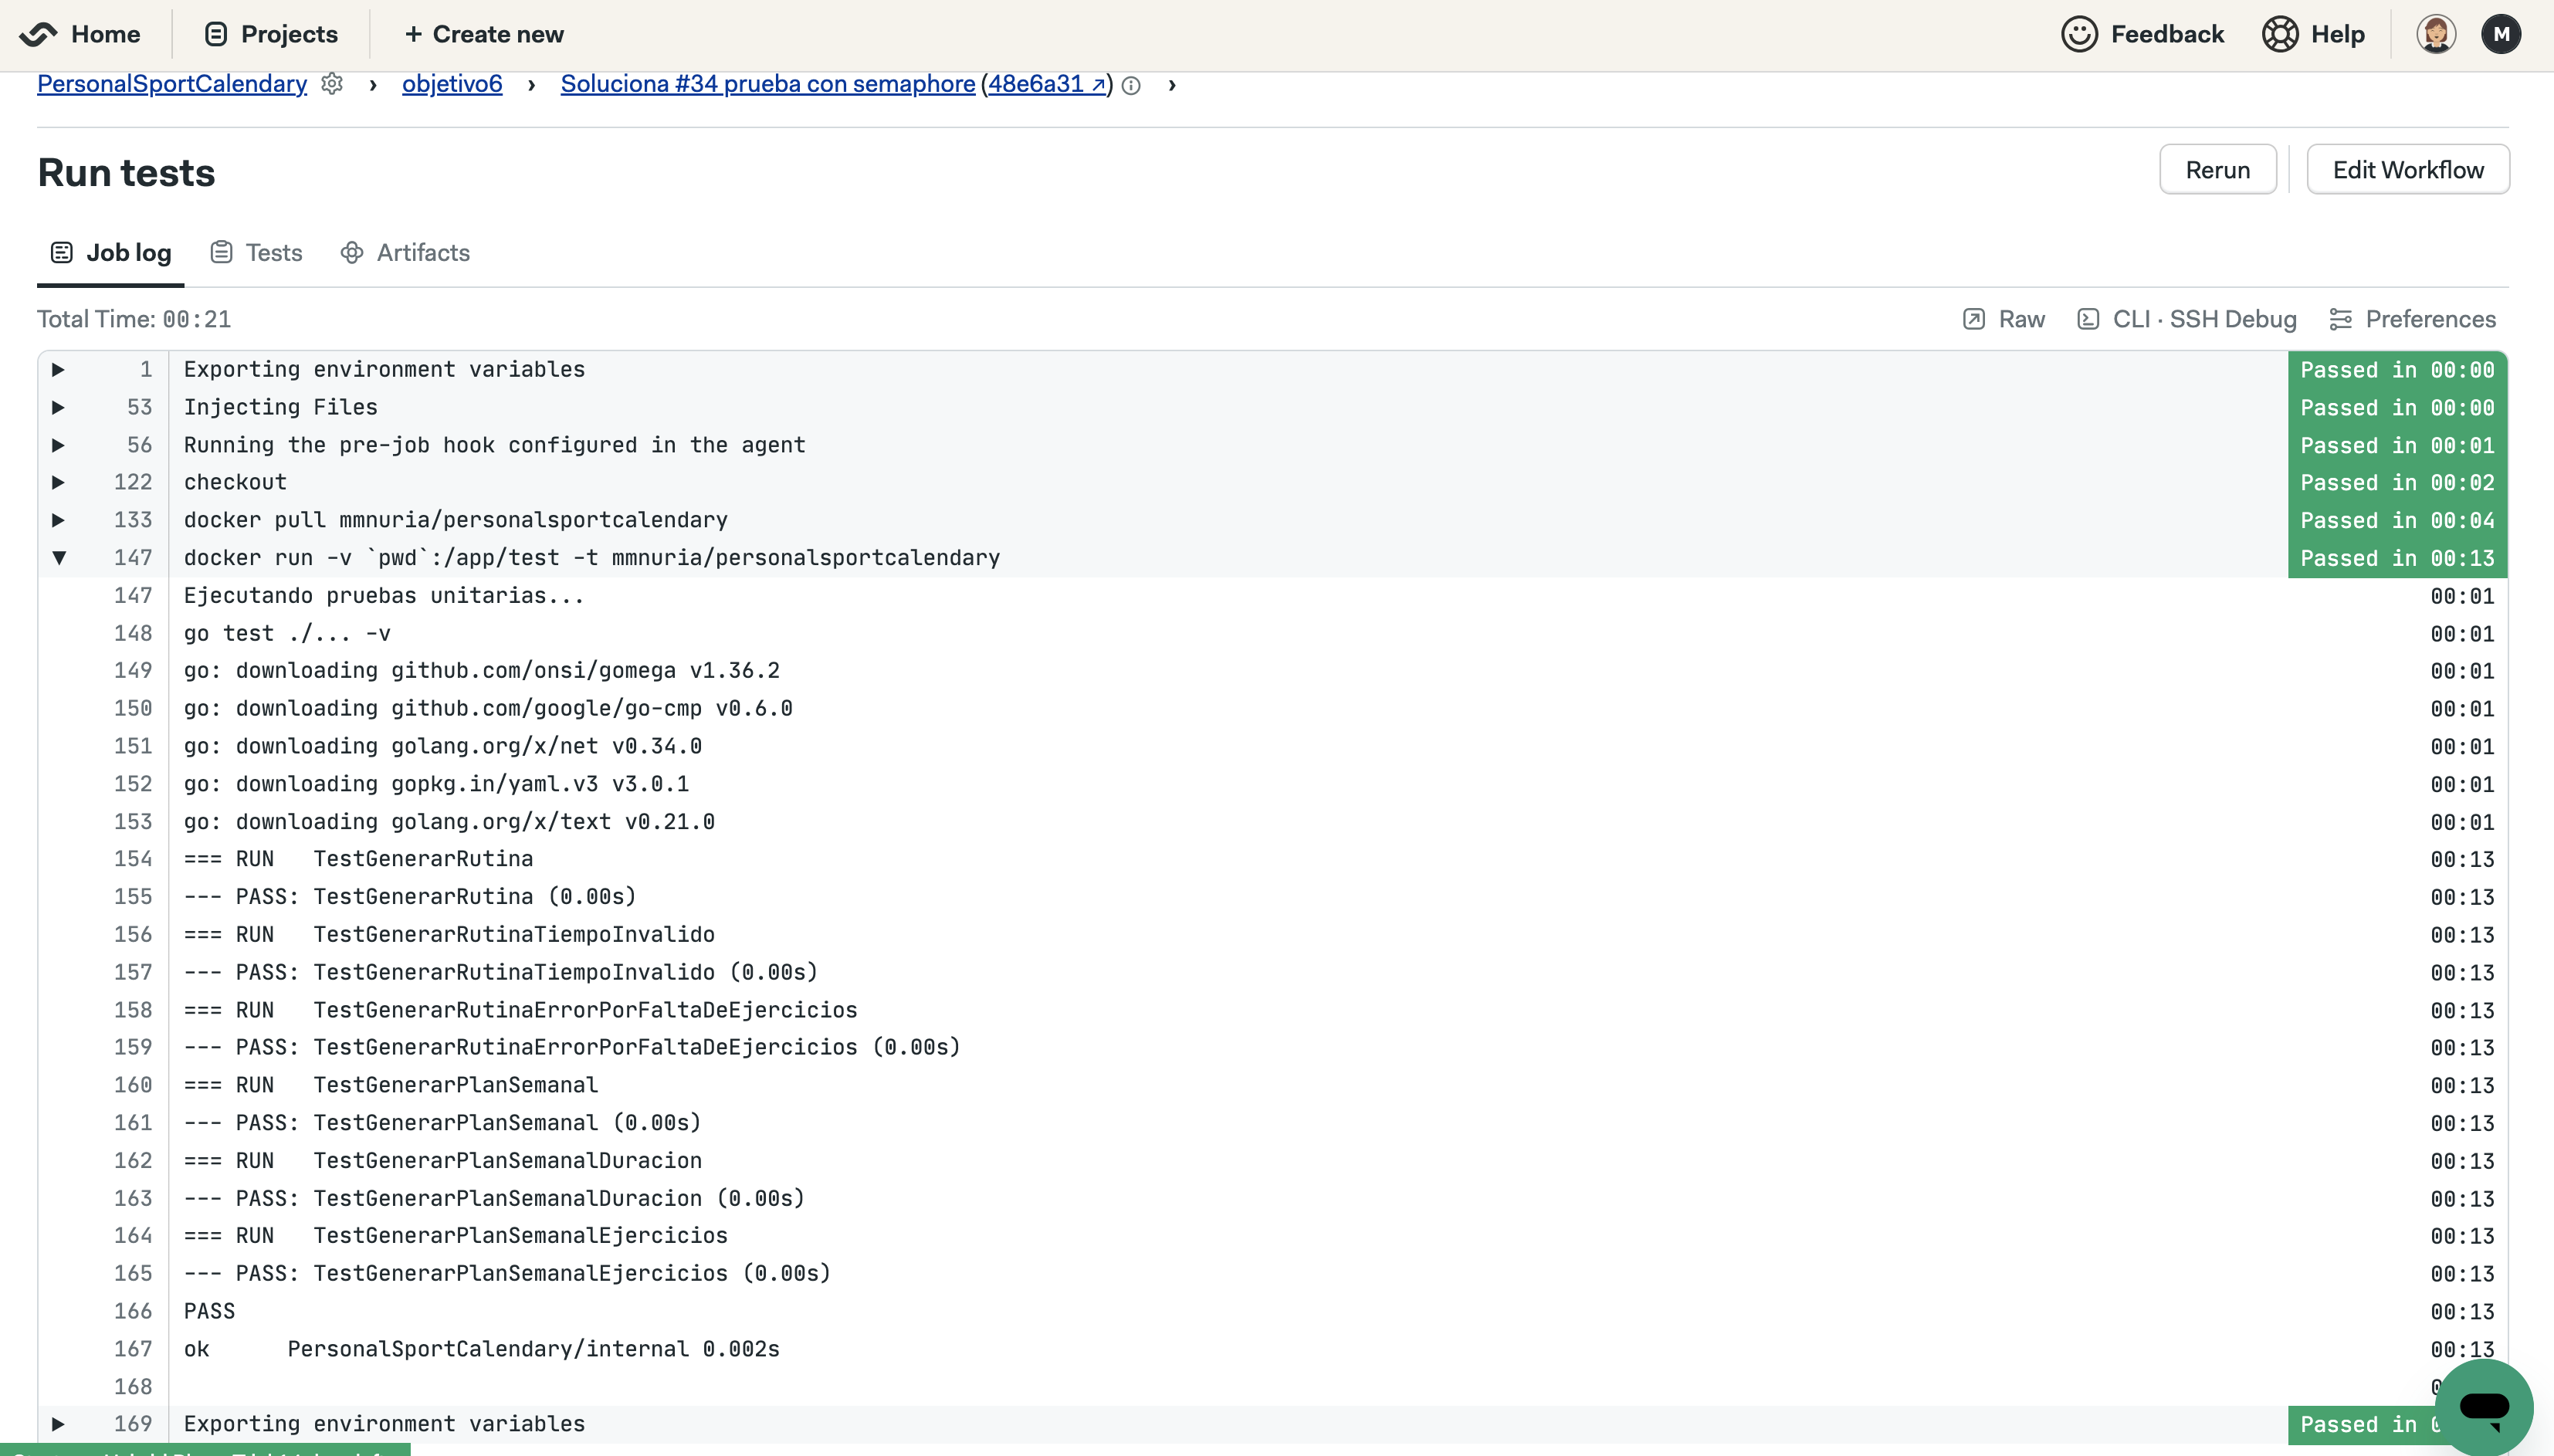 Home Projects + Create new Feedback Help M
PersonalSportCalendary › objetivo6 › Soluciona #34 prueba con semaphore (48e6a31 ↗) ›
Run tests
Rerun Edit Workflow
Job log Tests Artifacts
Total Time: 00:21 Raw CLI · SSH Debug Preferences
1 Exporting environment variables Passed in 00:00
53 Injecting Files Passed in 00:00
56 Running the pre-job hook configured in the agent Passed in 00:01
122 checkout Passed in 00:02
133 docker pull mmnuria/personalsportcalendary Passed in 00:04
147 docker run -v `pwd`:/app/test -t mmnuria/personalsportcalendary Passed in 00:13
147 Ejecutando pruebas unitarias... 00:01
148 go test ./... -v 00:01
149 go: downloading github.com/onsi/gomega v1.36.2 00:01
150 go: downloading github.com/google/go-cmp v0.6.0 00:01
151 go: downloading golang.org/x/net v0.34.0 00:01
152 go: downloading gopkg.in/yaml.v3 v3.0.1 00:01
153 go: downloading golang.org/x/text v0.21.0 00:01
154 === RUN TestGenerarRutina 00:13
155 --- PASS: TestGenerarRutina (0.00s) 00:13
156 === RUN TestGenerarRutinaTiempoInvalido 00:13
157 --- PASS: TestGenerarRutinaTiempoInvalido (0.00s) 00:13
158 === RUN TestGenerarRutinaErrorPorFaltaDeEjercicios 00:13
159 --- PASS: TestGenerarRutinaErrorPorFaltaDeEjercicios (0.00s) 00:13
160 === RUN TestGenerarPlanSemanal 00:13
161 --- PASS: TestGenerarPlanSemanal (0.00s) 00:13
162 === RUN TestGenerarPlanSemanalDuracion 00:13
163 --- PASS: TestGenerarPlanSemanalDuracion (0.00s) 00:13
164 === RUN TestGenerarPlanSemanalEjercicios 00:13
165 --- PASS: TestGenerarPlanSemanalEjercicios (0.00s) 00:13
166 PASS 00:13
167 ok PersonalSportCalendary/internal 0.002s 00:13
168
169 Exporting environment variables Passed in